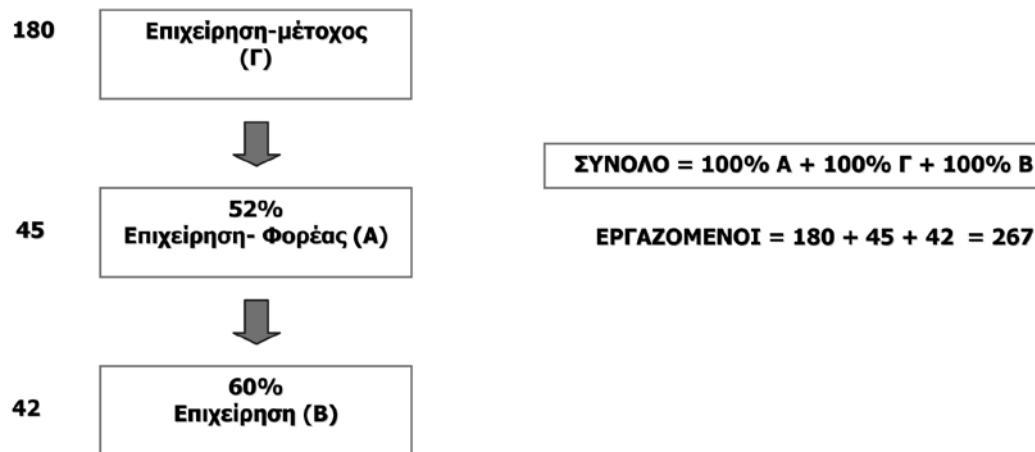 180
Επιχείρηση-μέτοχος
(Γ)
45
52%
Επιχείρηση- Φορέας (Α)
42
60%
Επιχείρηση (Β)
ΣΥΝΟΛΟ = 100% Α + 100% Γ + 100% Β
ΕΡΓΑΖΟΜΕΝΟΙ = 180 + 45 + 42 = 267